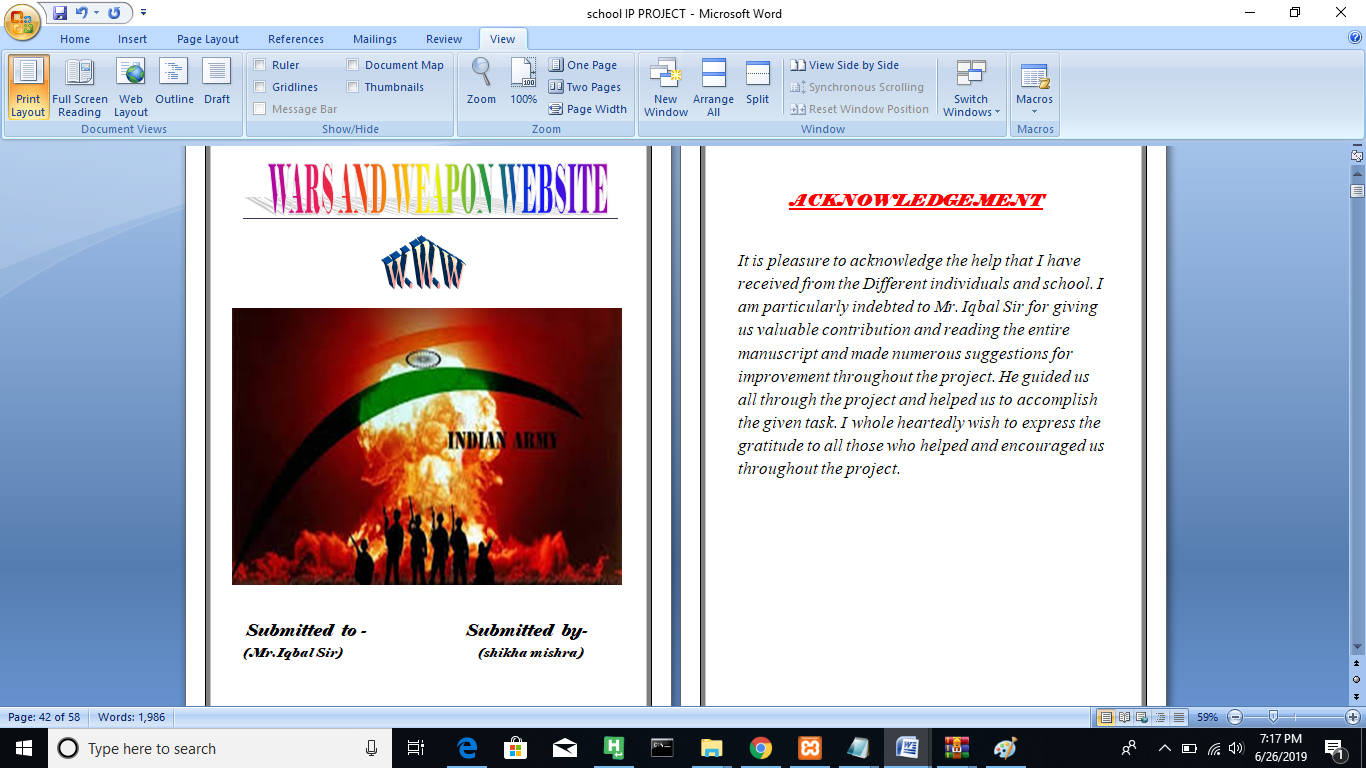 school IP PROJECT - Microsoft Word
Home Insert Page Layout References Mailings Review View
Print Layout
Full Screen Reading
Web Layout
Outline
Draft
Document Views
Ruler
Gridlines
Message Bar
Document Map
Thumbnails
Show/Hide
Zoom
100
100%
One Page
Two Pages
Page Width
Zoom
New Window
Arrange All
Split
View Side by Side
Synchronous Scrolling
Reset Window Position
Switch Windows
Window
Macros
Macros
WARS AND WEAPON WEBSITE
W.W.W
INDIAN ARMY
Submitted to -
(Mr.Iqbal Sir)
Submitted by-
(shikha mishra)
ACKNOWLEDGEMENT
It is pleasure to acknowledge the help that I have
received from the Different individuals and school. I
am particularly indebted to Mr. Iqbal Sir for giving
us valuable contribution and reading the entire
manuscript and made numerous suggestions for
improvement throughout the project. He guided us
all through the project and helped us to accomplish
the given task. I whole heartedly wish to express the
gratitude to all those who helped and encouraged us
throughout the project.
Page: 42 of 58 Words: 1,986
59%
Type here to search
7:17 PM
6/26/2019
1